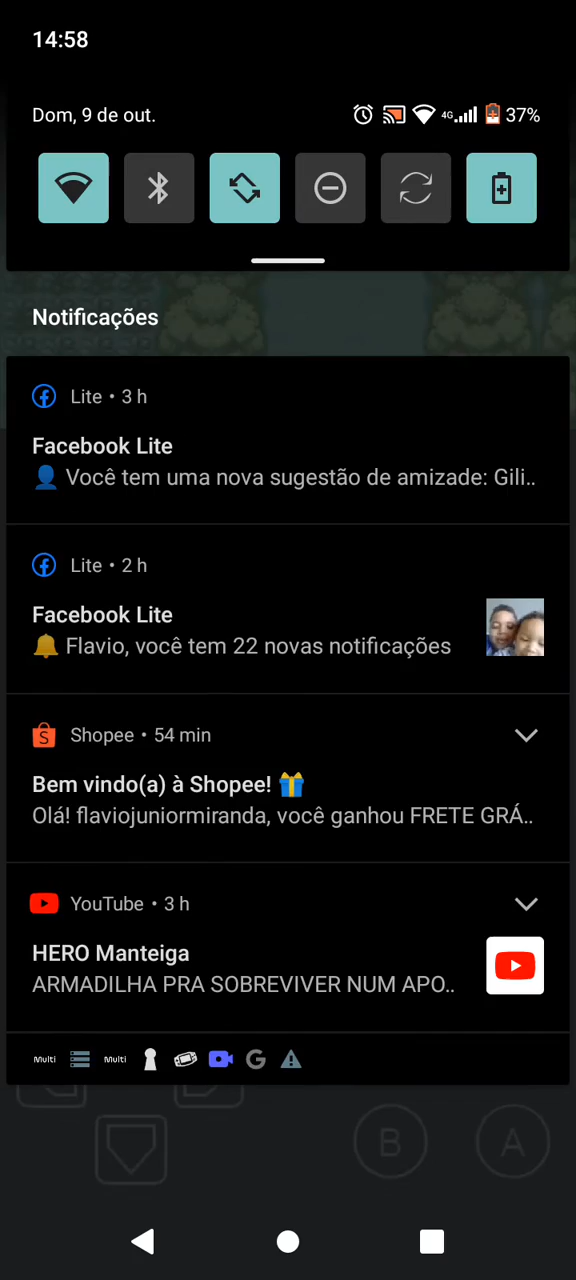 14:58
Dom, 9 de out.
4G 37%
Notificações
Lite • 3 h
Facebook Lite
👤 Você tem uma nova sugestão de amizade: Gili..
Lite • 2 h
Facebook Lite
🔔 Flavio, você tem 22 novas notificações
Shopee • 54 min
Bem vindo(a) à Shopee! 🎁
Olá! flaviojuniormiranda, você ganhou FRETE GRÁ..
YouTube • 3 h
HERO Manteiga
ARMADILHA PRA SOBREVIVER NUM APO..
Multi Multi G
B A